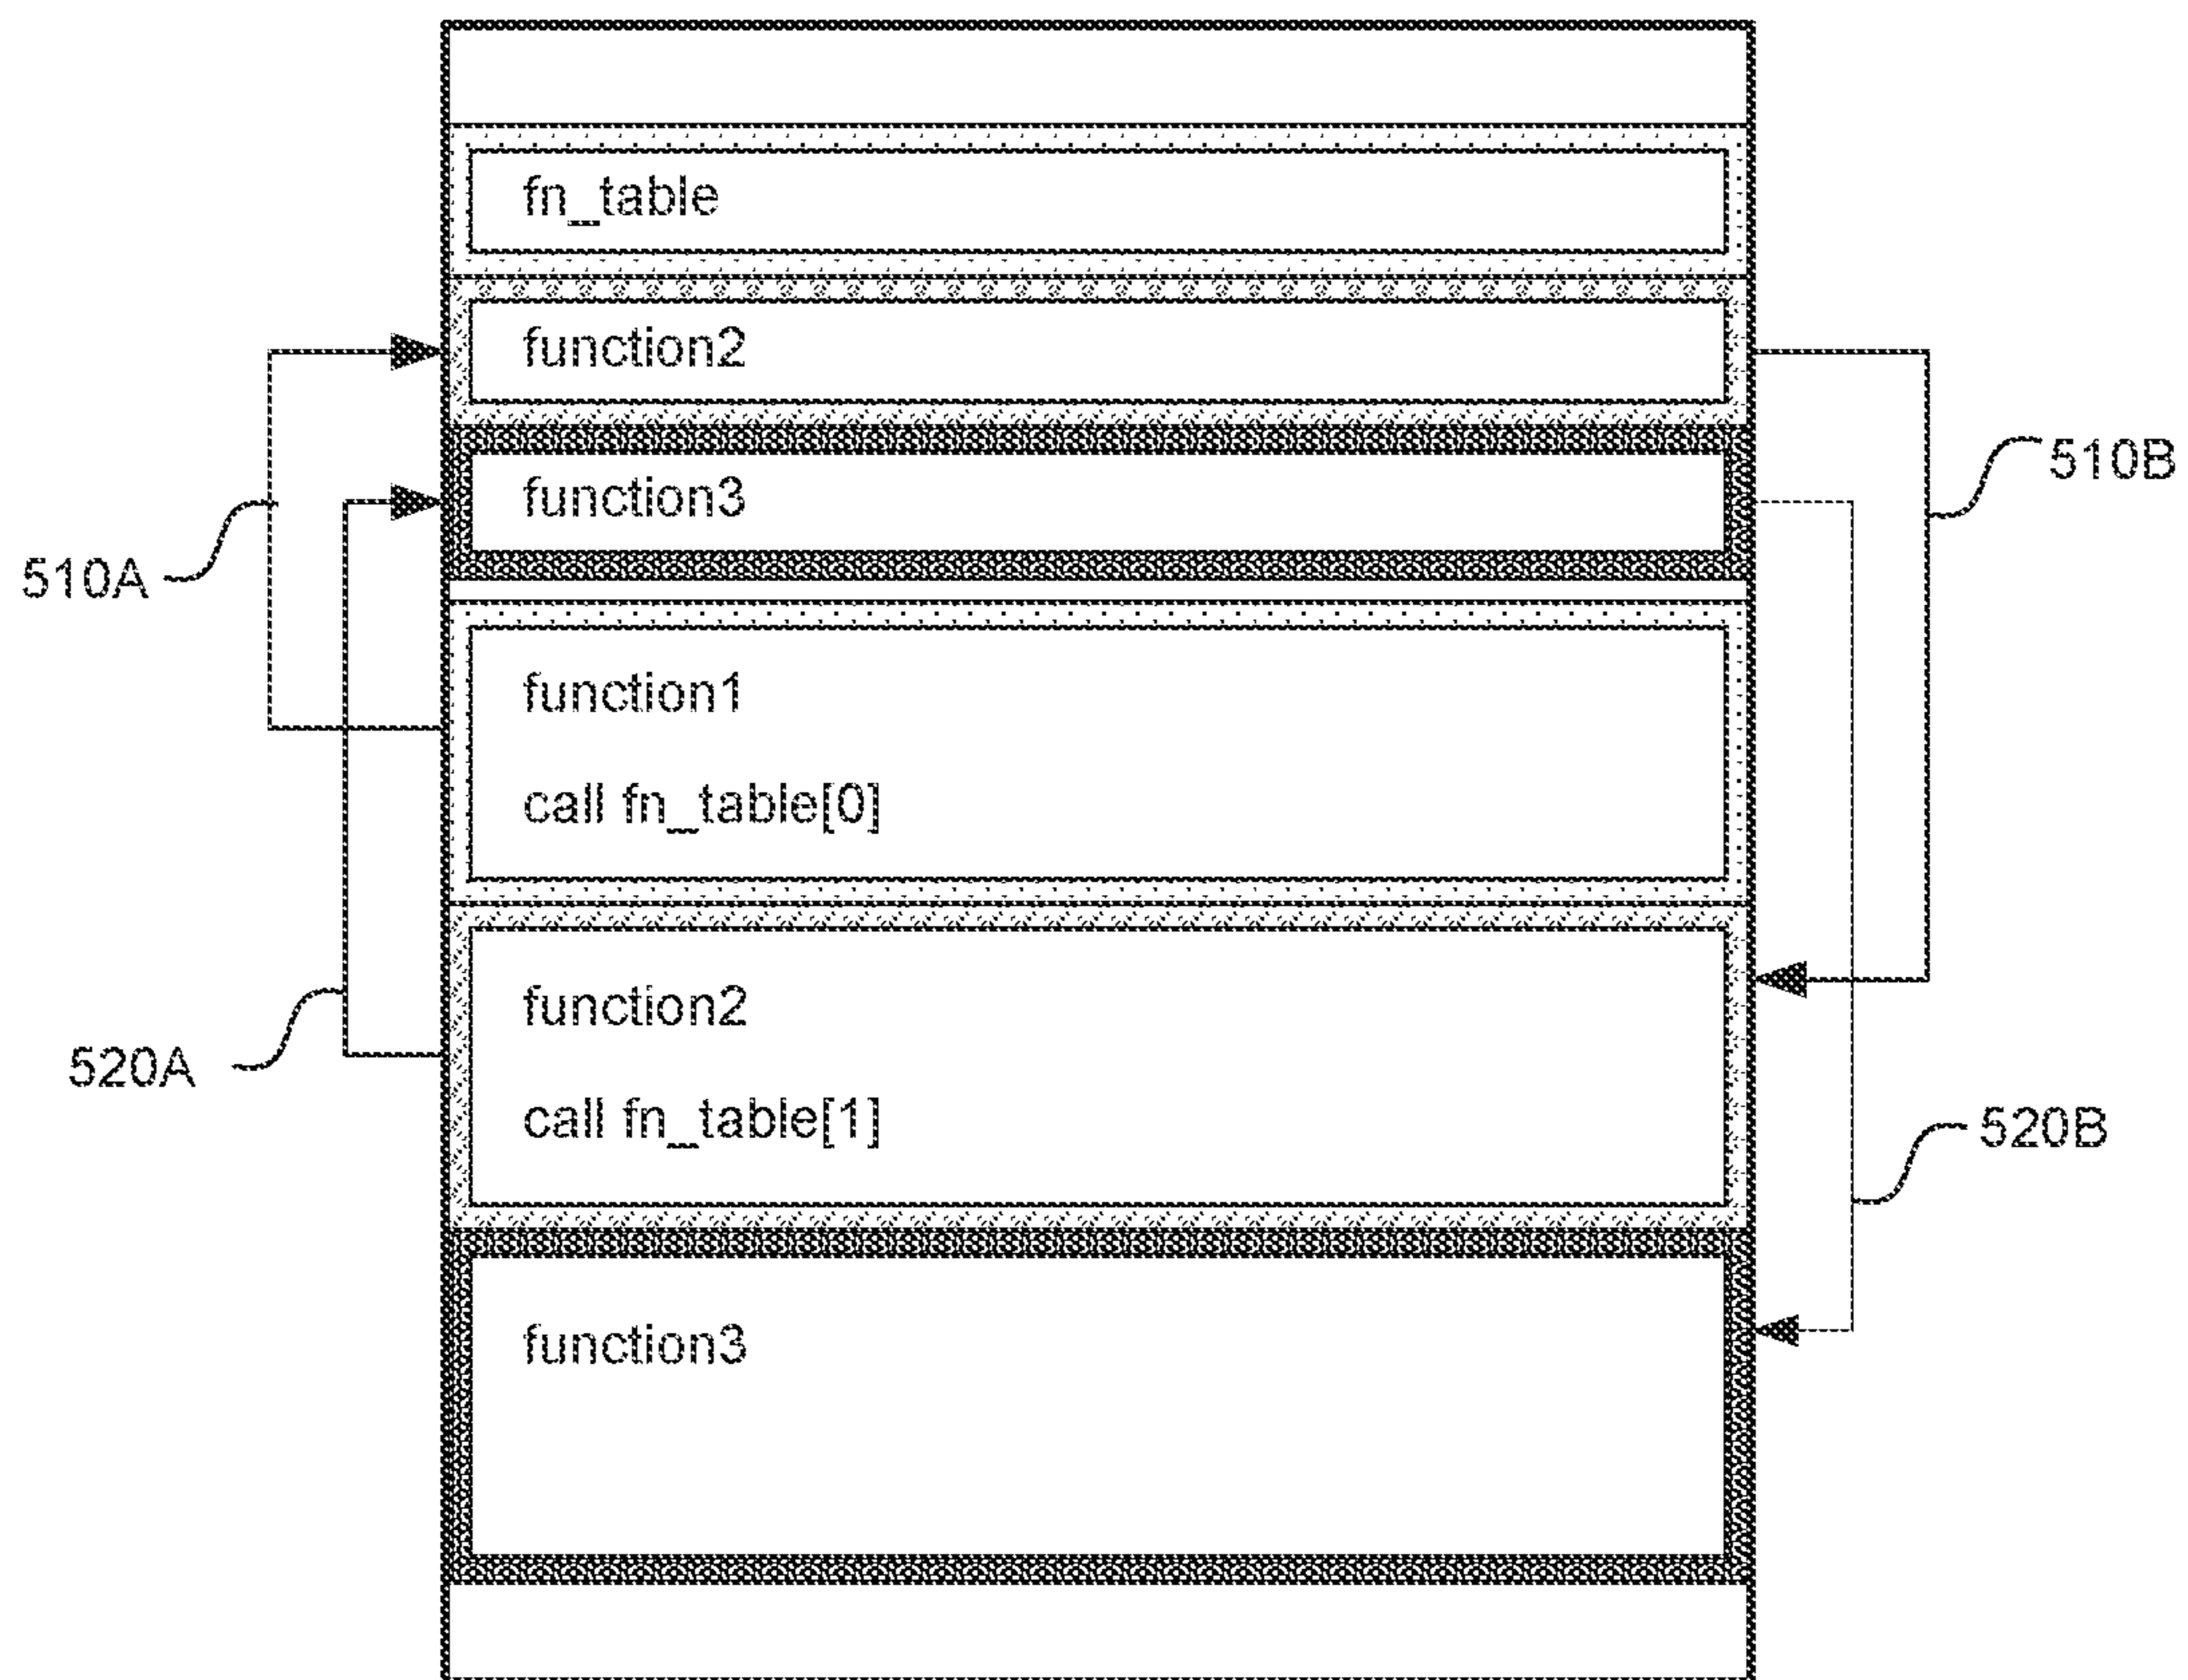 fn_table
function2
510B
function3
510A
function1
call fn_table[0]
function2
520A
call fn_table[1]
520B
function3